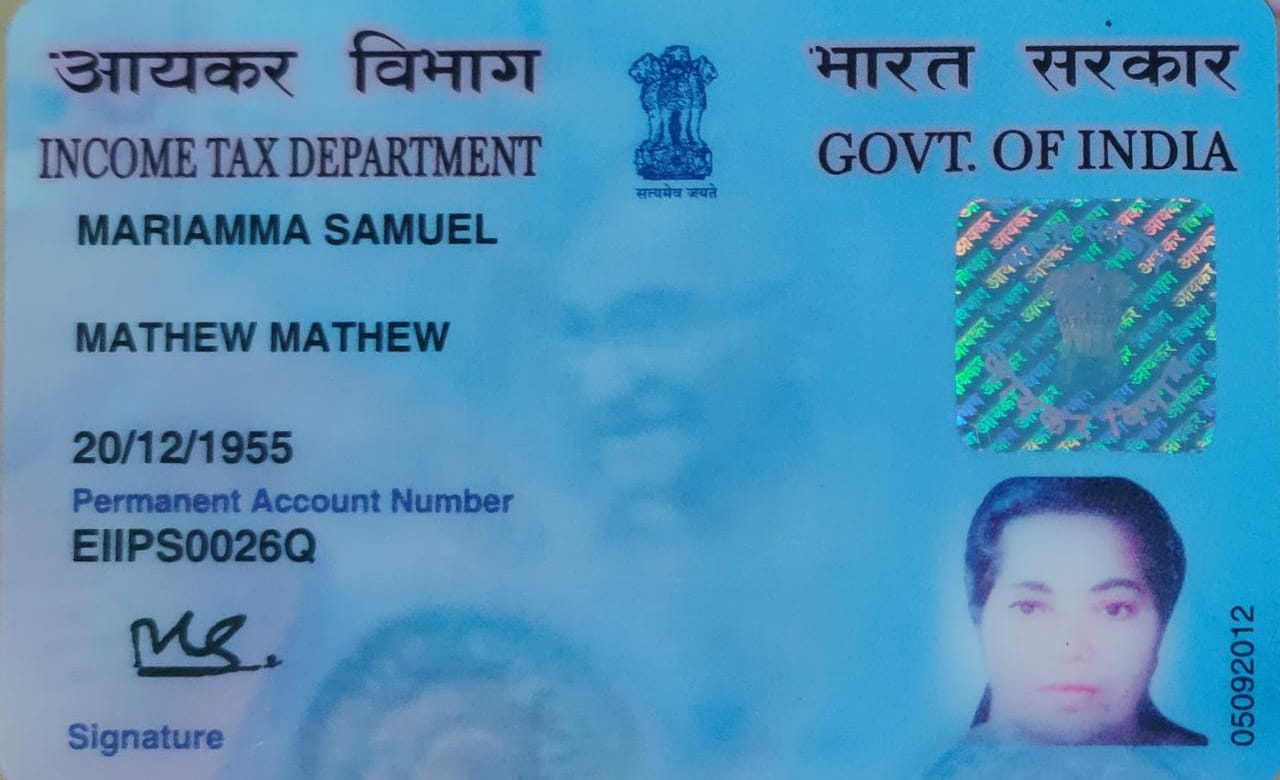 आयकर विभाग
INCOME TAX DEPARTMENT
सत्यमेव जयते
भारत सरकार
GOVT. OF INDIA
MARIAMMA SAMUEL
MATHEW MATHEW
20/12/1955
Permanent Account Number
EIIPS0026Q
Signature
05092012
आयकर विभाग